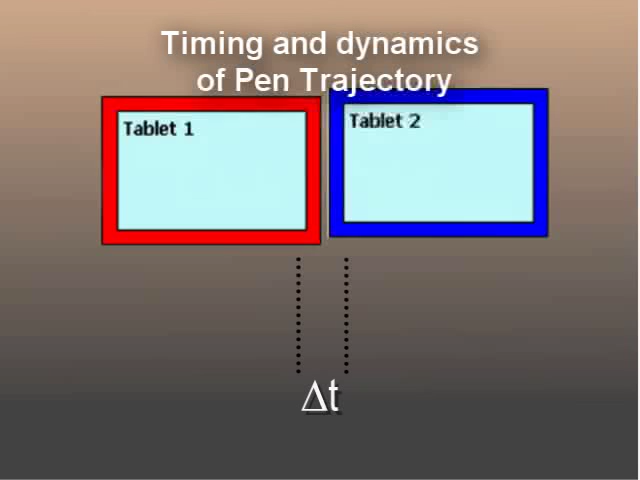 Timing and dynamics
of Pen Trajectory
Tablet 1
Tablet 2
Δt